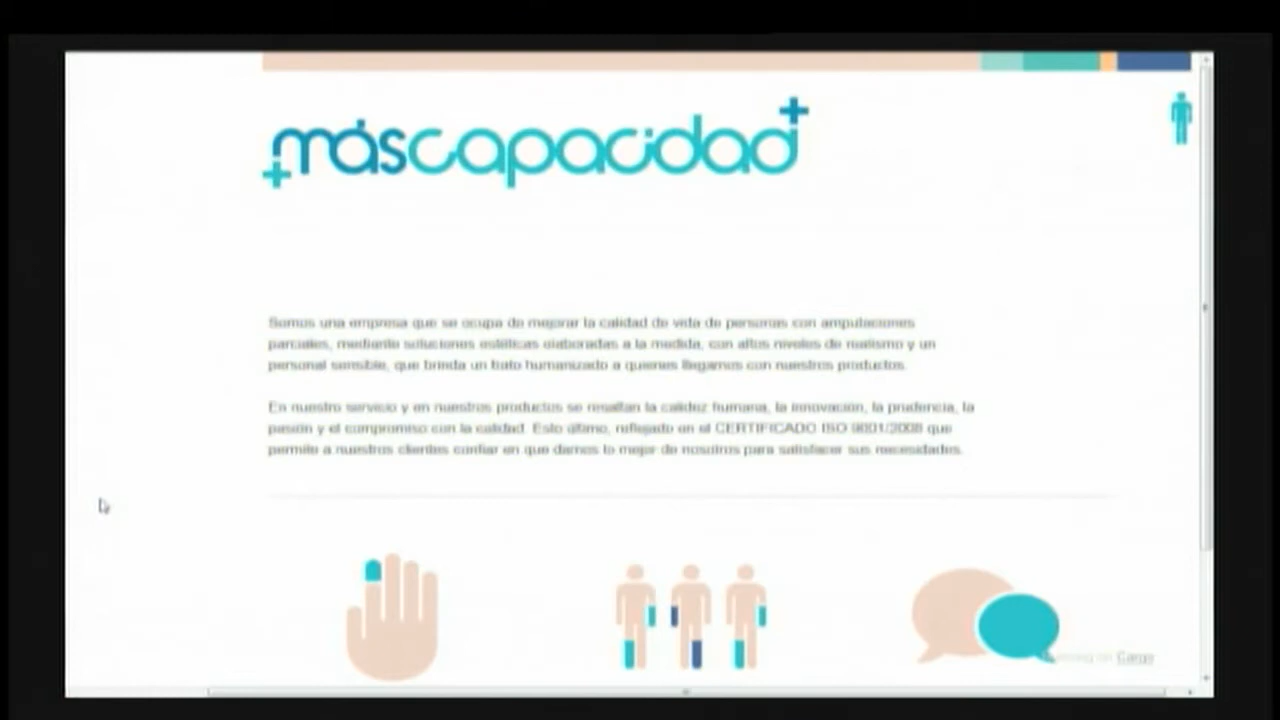 máscapacidad
Somos una empresa que se ocupa de mejorar la calidad de vida de personas con amputaciones
parciales, mediante soluciones estéticas elaboradas a la medida, con altos niveles de realismo y un
personal sensible, que brinda un trato humanizado a quienes llegamos con nuestros productos.
En nuestro servicio y en nuestros productos se resaltan la calidez humana, la innovación, la prudencia, la
pasión y el compromiso con la calidad. Esto último, reflejado en el CERTIFICADO ISO 9001/2008 que
permite a nuestros clientes confiar en que damos lo mejor de nosotros para satisfacer sus necesidades.
on Cargo